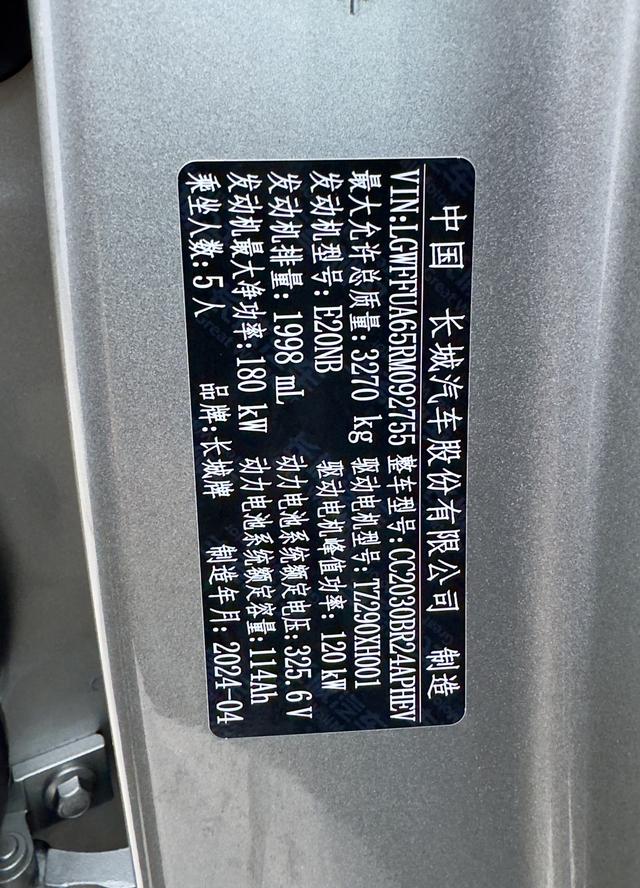 中国 长城汽车股份有限公司 制造
VIN:LGWFFUA65RM092755 整车型号:CC2030BR24APHEV
最大允许总质量:3270 kg 驱动电机型号:TZ290XH001
发动机型号:E20NB 驱动电机峰值功率:120 kW
发动机排量:1998 mL 动力电池系统额定电压:325.6 V
发动机最大净功率:180 kW 动力电池系统额定容量:114Ah
乘坐人数:5人 品牌:长城牌 制造年月:2024-04